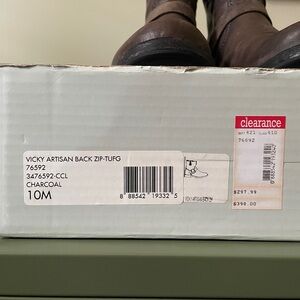 VICKY ARTISAN BACK ZIP-TUFG
76592
3476592-CCL
CHARCOAL
10M
8 88542 19332 5
clearance
76592
$297.99
$398.00